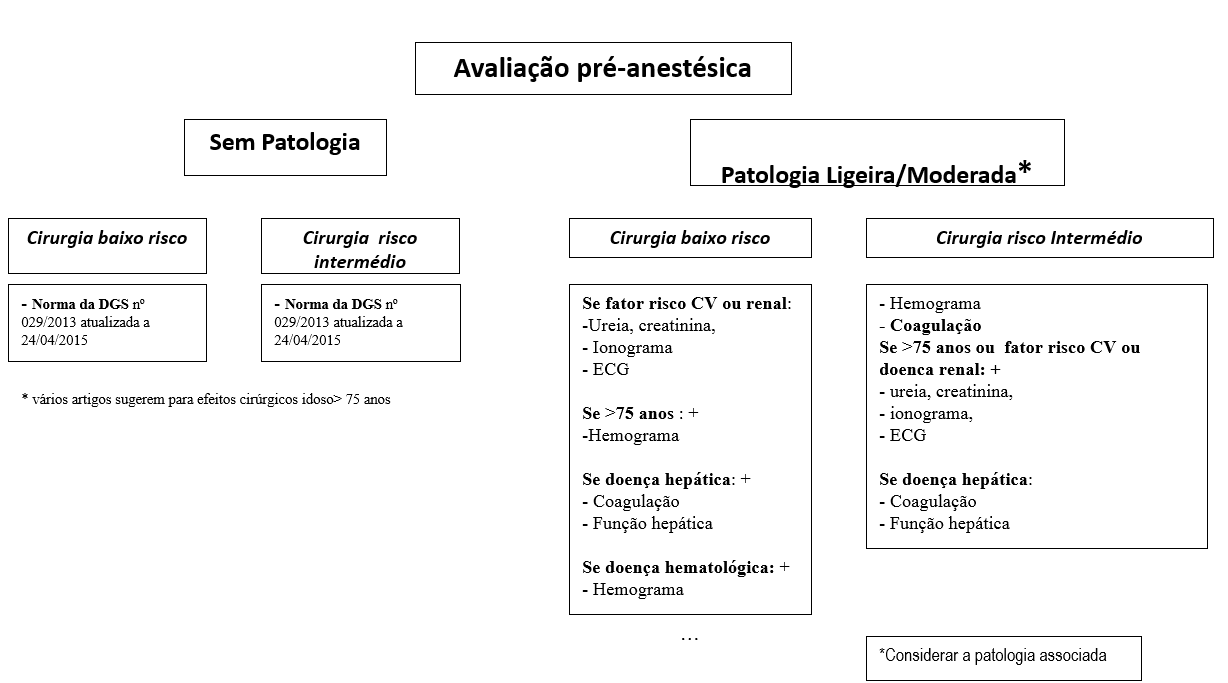 Avaliação pré-anestésica
Sem Patologia
Patologia Ligeira/Moderada*
Cirurgia baixo risco
Cirurgia risco
intermédio
Cirurgia baixo risco
Cirurgia risco Intermédio
- Norma da DGS nº
029/2013 atualizada a
24/04/2015
- Norma da DGS nº
029/2013 atualizada a
24/04/2015
* vários artigos sugerem para efeitos cirúrgicos idoso> 75 anos
Se fator risco CV ou renal:
-Ureia, creatinina,
- Ionograma
- ECG
Se >75 anos : +
-Hemograma
Se doença hepática: +
- Coagulação
- Função hepática
Se doença hematológica: +
- Hemograma
...
- Hemograma
- Coagulação
Se >75 anos ou fator risco CV ou
doenca renal: +
- ureia, creatinina,
- ionograma,
- ECG
Se doença hepática:
- Coagulação
- Função hepática
*Considerar a patologia associada